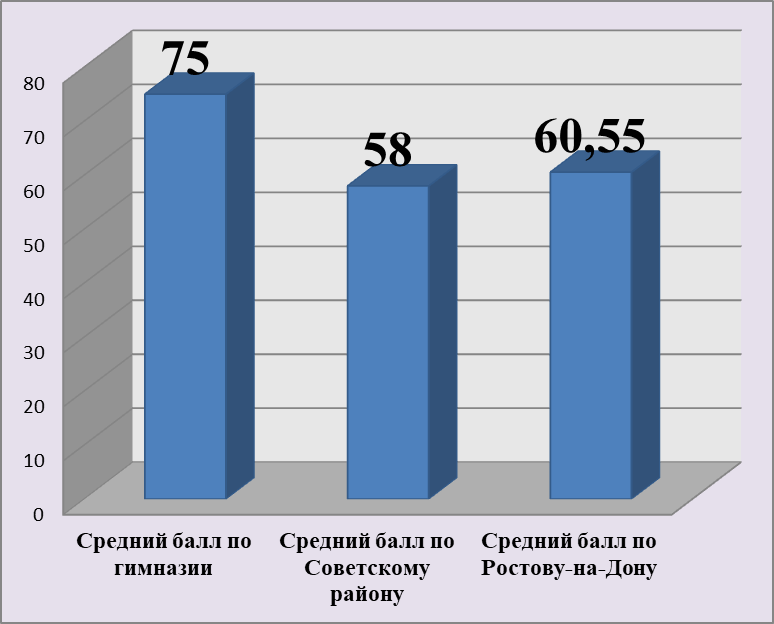 75
58
60,55
80
70
60
50
40
30
20
10
0
Средний балл по
гимназии
Средний балл по
Советскому
району
Средний балл по
Ростову-на-Дону